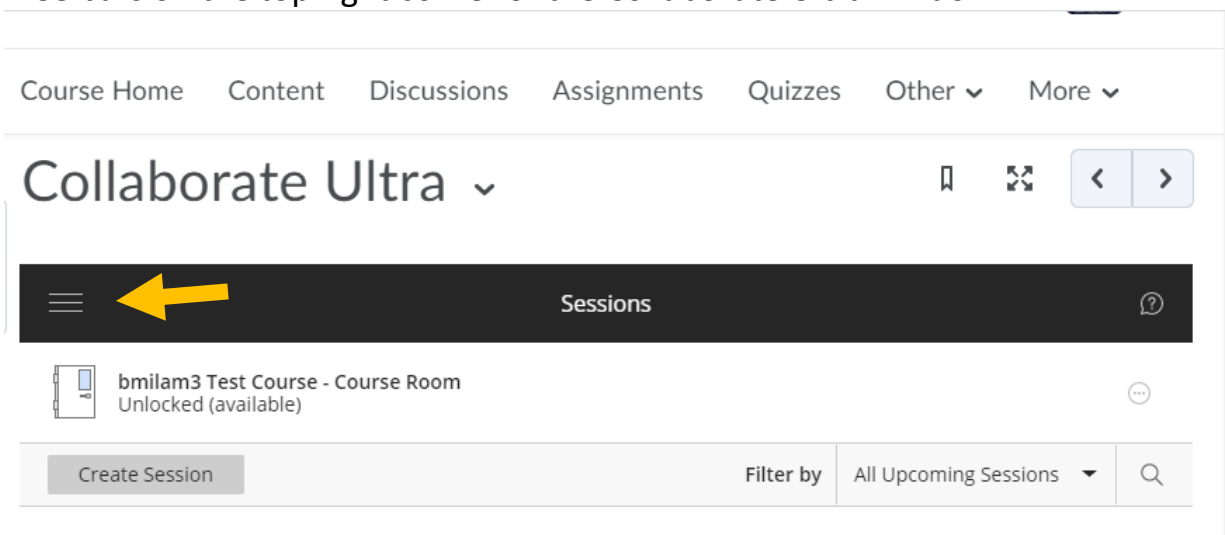 Course Home Content Discussions Assignments Quizzes Other More
Collaborate Ultra
Sessions
bmilam3 Test Course - Course Room
Unlocked (available)
Create Session Filter by All Upcoming Sessions